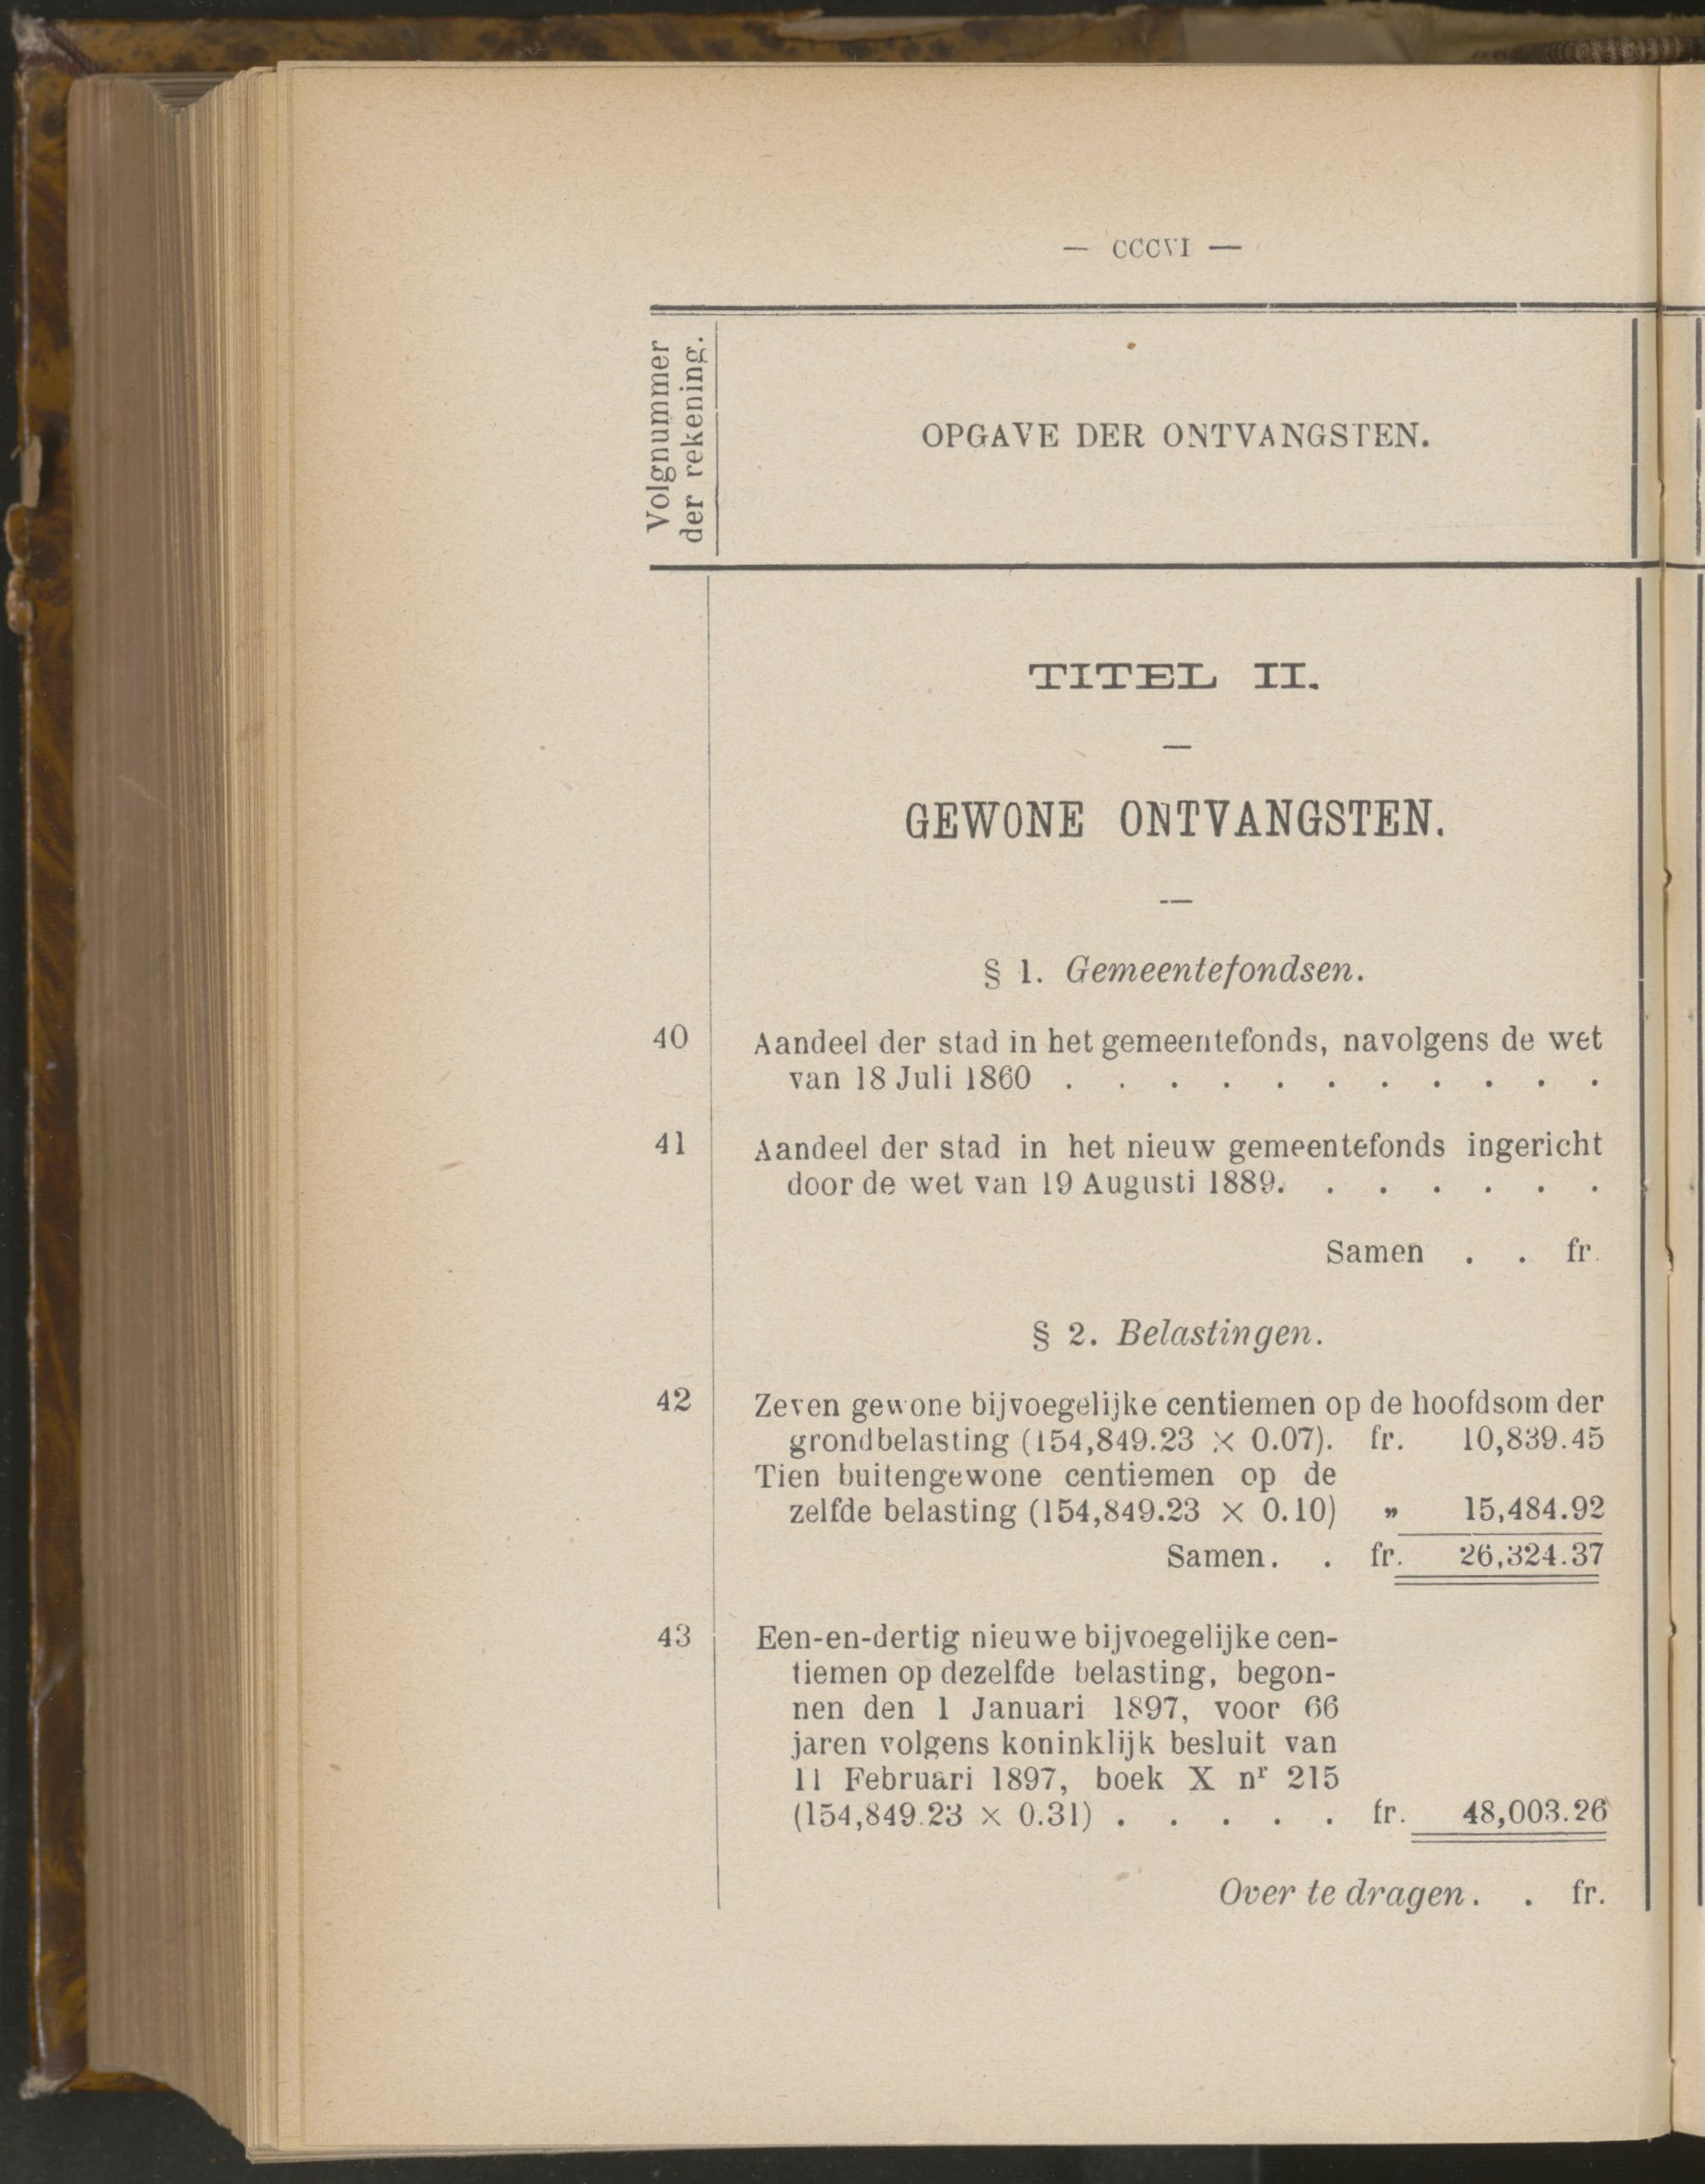 — CCCVI —
Volgnummer
der rekening.
OPGAVE DER ONTVANGSTEN.
TITEL II.
—
GEWONE ONTVANGSTEN.
—
§ 1. Gemeentefondsen.
40 Aandeel der stad in het gemeentefonds, navolgens de wet
van 18 Juli 1860 . . . . . . . . . . .
41 Aandeel der stad in het nieuw gemeentefonds ingericht
door de wet van 19 Augusti 1889. . . . . . .
Samen . . fr.
§ 2. Belastingen.
42 Zeven gewone bijvoegelijke centiemen op de hoofdsom der
grondbelasting (154,849.23 × 0.07). fr. 10,839.45
Tien buitengewone centiemen op de
zelfde belasting (154,849.23 × 0.10) „ 15,484.92
Samen. . fr. 26,324.37
43 Een-en-dertig nieuwe bijvoegelijke cen-
tiemen op dezelfde belasting, begon-
nen den 1 Januari 1897, voor 66
jaren volgens koninklijk besluit van
11 Februari 1897, boek X nʳ 215
(154,849.23 × 0.31) . . . . . fr. 48,003.26
Over te dragen. . fr.